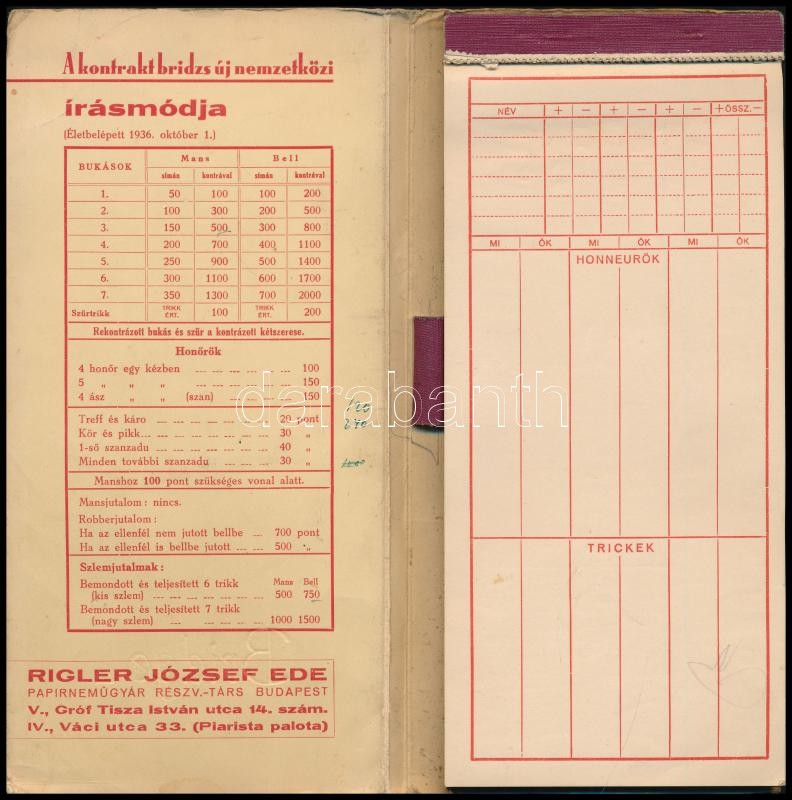 A kontrakt bridzs új nemzetközi
írásmódja
(Életbelépett 1936. október 1.)
BUKÁSOK Mans Bell
simán kontrával simán kontrával
1. 50 100 100 200
2. 100 300 200 500
3. 150 500 300 800
4. 200 700 400 1100
5. 250 900 500 1400
6. 300 1100 600 1700
7. 350 1300 700 2000
Szürtrikk TRIKK ÉRT. 100 TRIKK ÉRT. 200
Rekontrázott bukás és szür a kontrázott kétszerese.
Honőrök
4 honőr egy kézben 100
5 „ „ „ 150
4 ász „ „ (szan) 150
Treff és káro 20 pont
Kör és pikk 30 „
1-ső szanzadu 40 „
Minden további szanzadu 30 „
Manshoz 100 pont szükséges vonal alatt.
Mansjutalom: nincs.
Robberjutalom:
Ha az ellenfél nem jutott bellbe 700 pont
Ha az ellenfél is bellbe jutott 500 „
Szlemjutalmak:
Bemondott és teljesített 6 trikk Mans Bell
(kis szlem) 500 750
Bemondott és teljesített 7 trikk
(nagy szlem) 1000 1500
RIGLER JÓZSEF EDE
PAPIRNEMŰGYÁR RÉSZV.-TÁRS BUDAPEST
V., Gróf Tisza István utca 14. szám.
IV., Váci utca 33. (Piarista palota)
120
darabanth
NÉV + − + − + − + ÖSSZ. −
MI ŐK MI ŐK MI ŐK
HONNEURÖK
TRICKEK